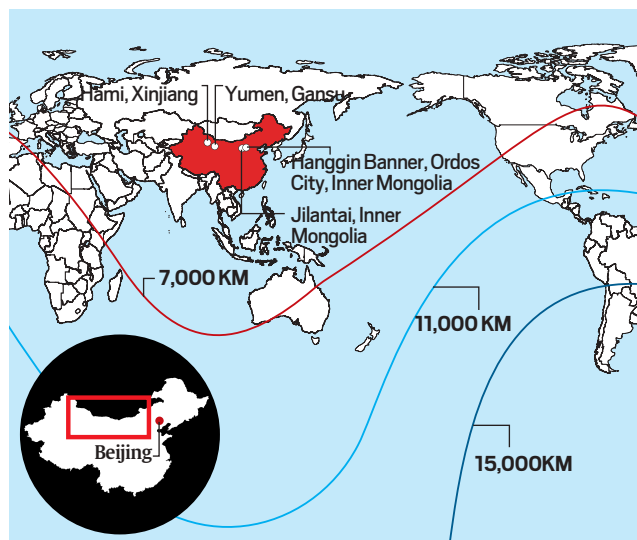 Hami, Xinjiang
Yumen, Gansu
Hanggin Banner, Ordos
City, Inner Mongolia
Jilantai, Inner
Mongolia
7,000 KM
11,000 KM
15,000KM
Beijing